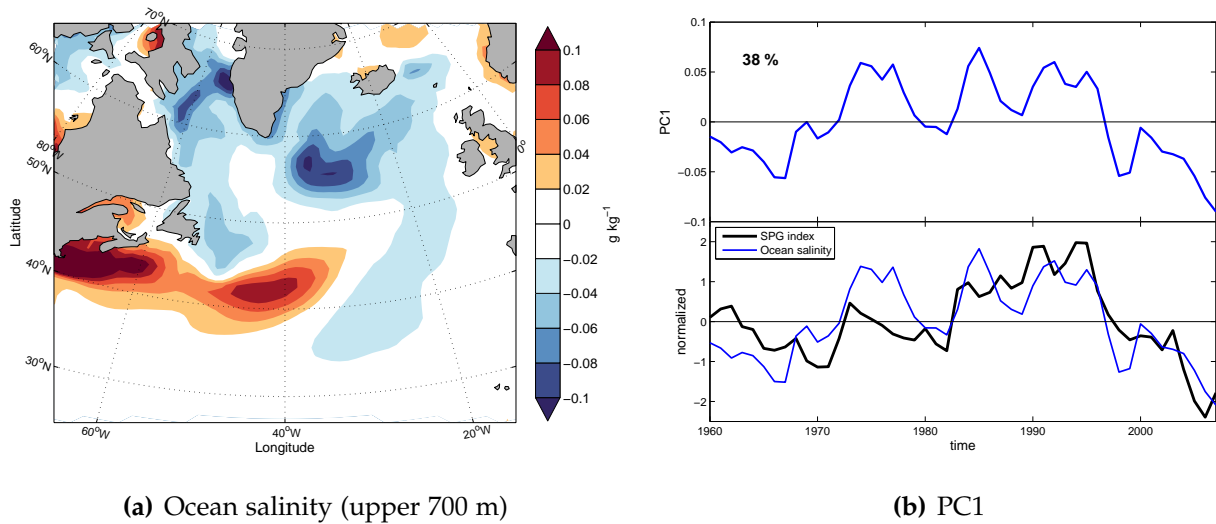 70°N
60°N
80°W
50°N
40°N
30°N
60°W
40°W
20°W
0°
Latitude
Longitude
0.1
0.08
0.06
0.04
0.02
0
−0.02
−0.04
−0.06
−0.08
−0.1
g kg⁻¹
(a) Ocean salinity (upper 700 m)
38 %
0.1
0.05
0
−0.05
−0.1
PC1
SPG index
Ocean salinity
2
1
0
−1
−2
normalized
1960 1970 1980 1990 2000
time
(b) PC1